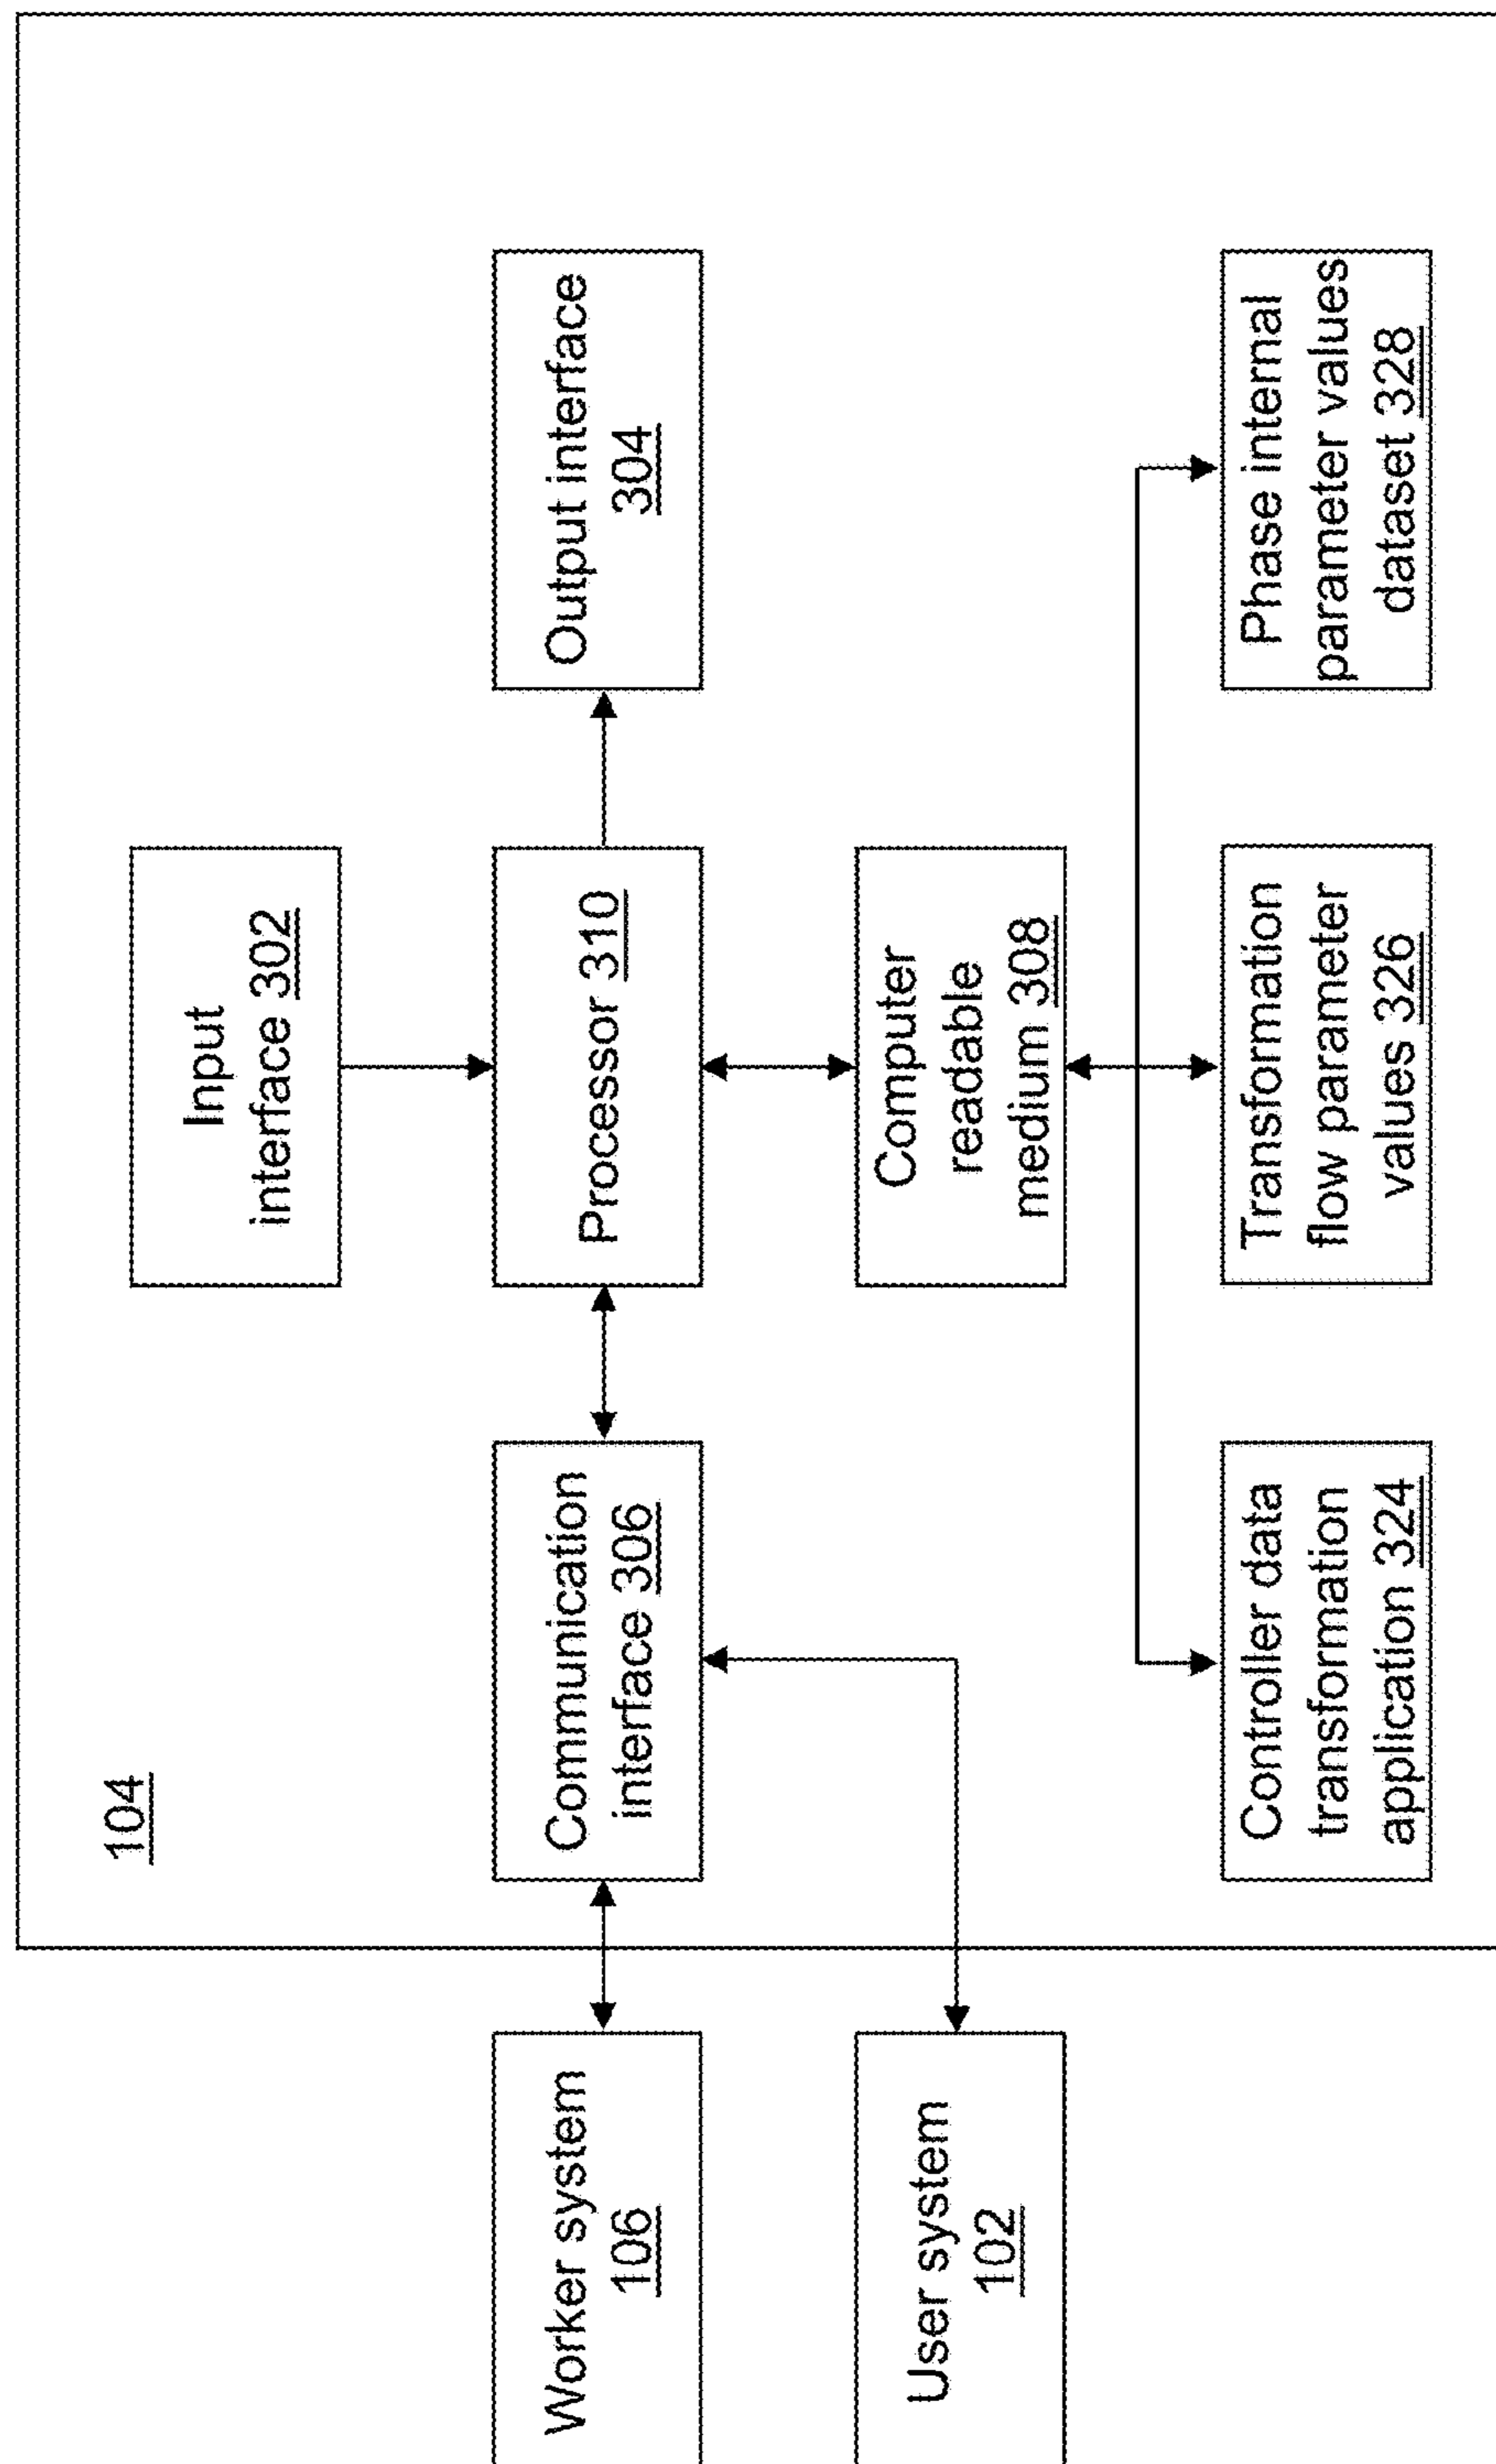 104
Input
interface 302
Worker system
106
Communication
interface 306
Processor 310
Output interface
304
User system
102
Computer
readable
medium 308
Controller data
transformation
application 324
Transformation
flow parameter
values 326
Phase internal
parameter values
dataset 328